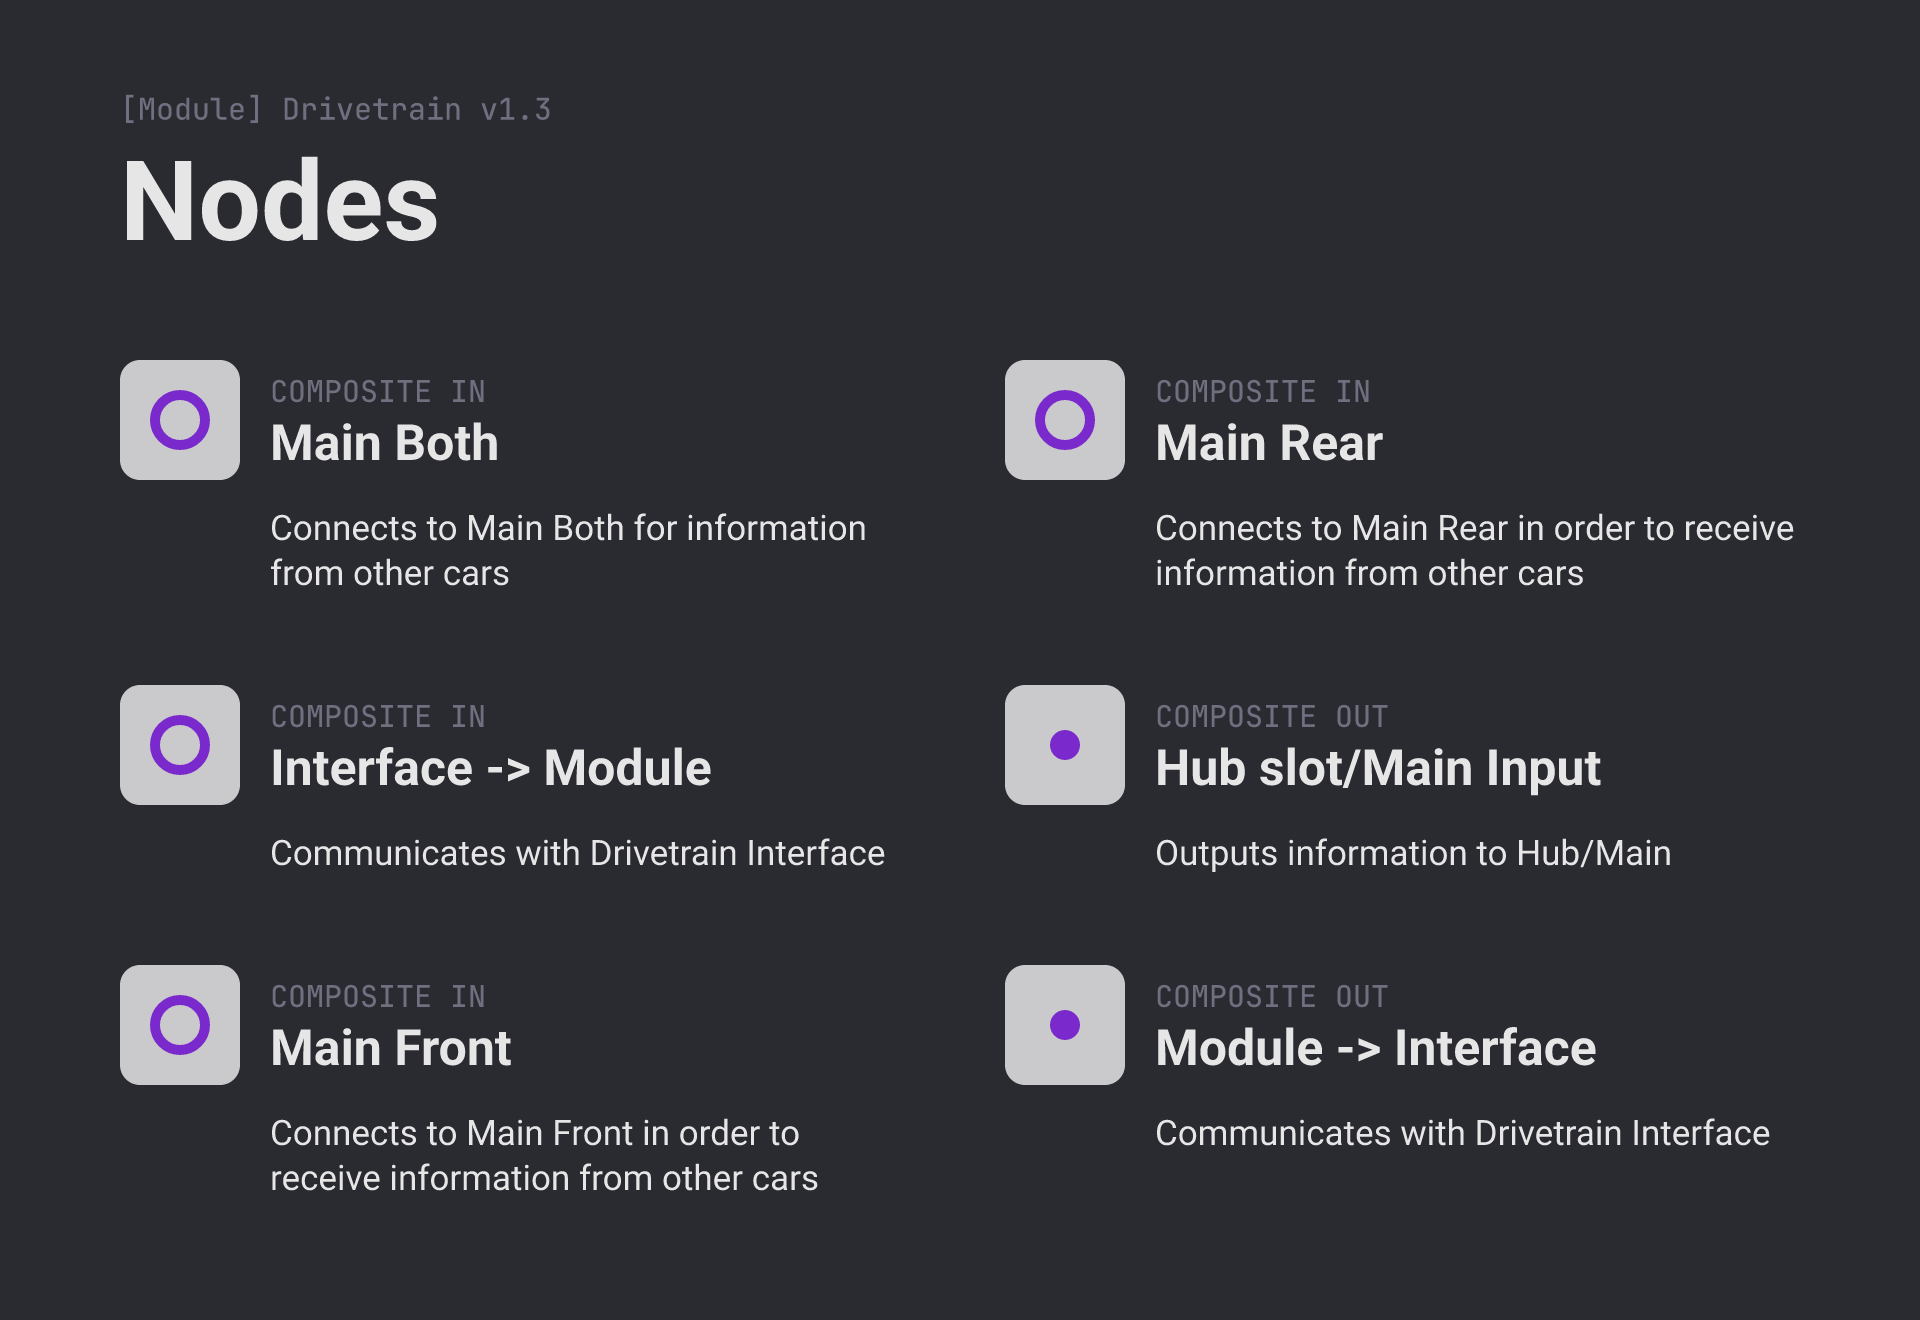 [Module] Drivetrain v1.3
Nodes
COMPOSITE IN
Main Both
Connects to Main Both for information
from other cars
COMPOSITE IN
Main Rear
Connects to Main Rear in order to receive
information from other cars
COMPOSITE IN
Interface -> Module
Communicates with Drivetrain Interface
COMPOSITE OUT
Hub slot/Main Input
Outputs information to Hub/Main
COMPOSITE IN
Main Front
Connects to Main Front in order to
receive information from other cars
COMPOSITE OUT
Module -> Interface
Communicates with Drivetrain Interface